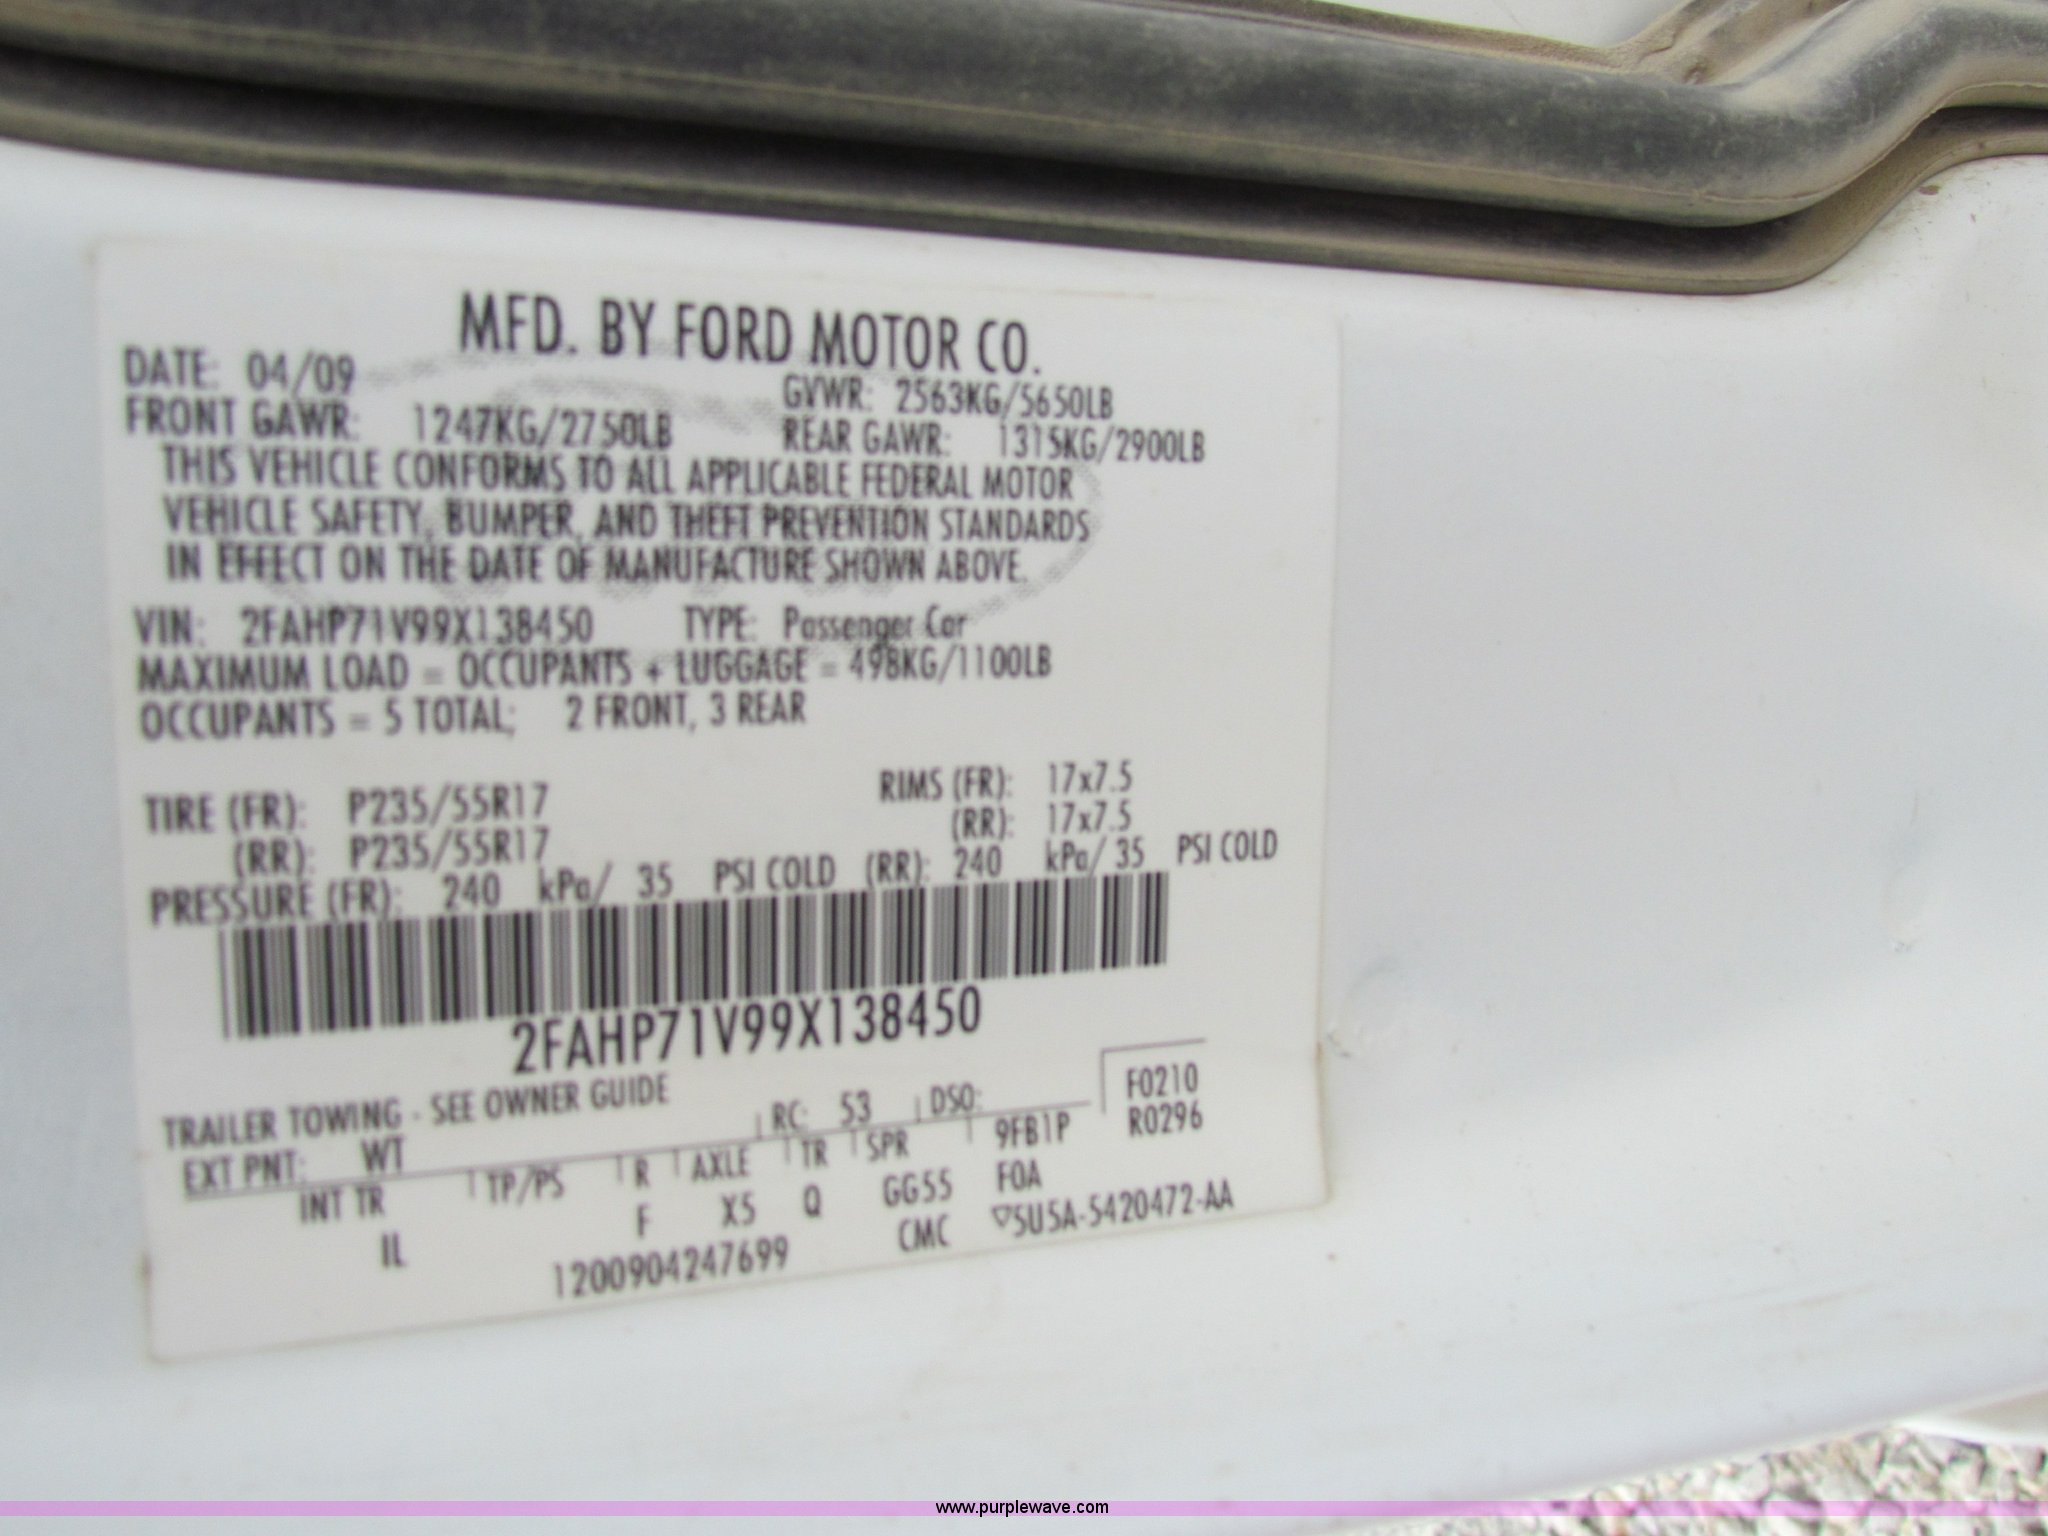 MFD. BY FORD MOTOR CO.
DATE: 04/09 GVWR: 2563KG/5650LB
FRONT GAWR: 1247KG/2750LB REAR GAWR: 1315KG/2900LB
THIS VEHICLE CONFORMS TO ALL APPLICABLE FEDERAL MOTOR
VEHICLE SAFETY, BUMPER, AND THEFT PREVENTION STANDARDS
IN EFFECT ON THE DATE OF MANUFACTURE SHOWN ABOVE.
VIN: 2FAHP71V99X138450 TYPE: Passenger Car
MAXIMUM LOAD = OCCUPANTS + LUGGAGE = 498KG/1100LB
OCCUPANTS = 5 TOTAL; 2 FRONT, 3 REAR
TIRE (FR): P235/55R17 RIMS (FR): 17x7.5
(RR): P235/55R17 (RR): 17x7.5
PRESSURE (FR): 240 kPa/ 35 PSI COLD (RR): 240 kPa/ 35 PSI COLD
2FAHP71V99X138450
TRAILER TOWING - SEE OWNER GUIDE
EXT PNT: WT RC: 53 DSO: F0210
R0296
INT TR TP/PS R AXLE TR SPR 9FB1P
IL F X5 Q GG55 F0A
1200904247699 CMC ▽5U5A-5420472-AA
www.purplewave.com